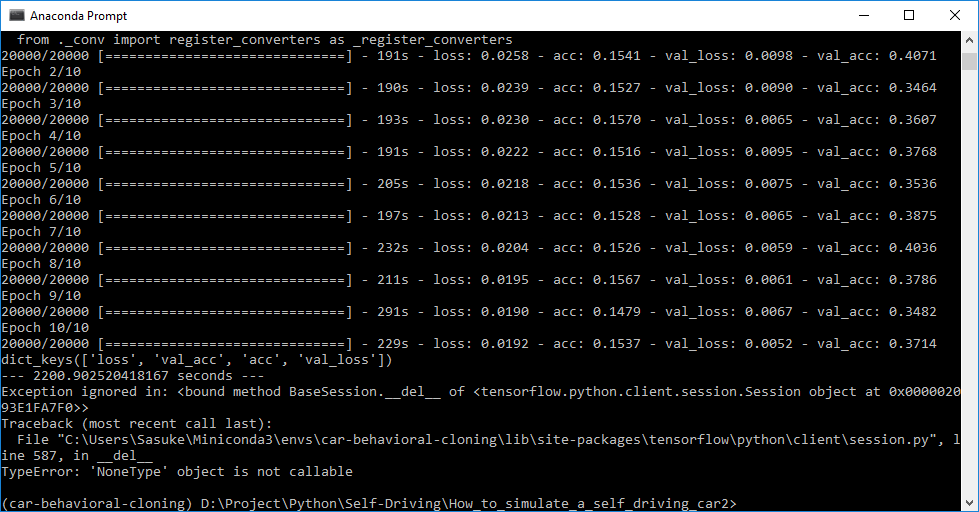 Anaconda Prompt
from ._conv import register_converters as _register_converters
20000/20000 [==============================] - 191s - loss: 0.0258 - acc: 0.1541 - val_loss: 0.0098 - val_acc: 0.4071
Epoch 2/10
20000/20000 [==============================] - 190s - loss: 0.0239 - acc: 0.1527 - val_loss: 0.0090 - val_acc: 0.3464
Epoch 3/10
20000/20000 [==============================] - 193s - loss: 0.0230 - acc: 0.1570 - val_loss: 0.0065 - val_acc: 0.3607
Epoch 4/10
20000/20000 [==============================] - 191s - loss: 0.0222 - acc: 0.1516 - val_loss: 0.0095 - val_acc: 0.3768
Epoch 5/10
20000/20000 [==============================] - 205s - loss: 0.0218 - acc: 0.1536 - val_loss: 0.0075 - val_acc: 0.3536
Epoch 6/10
20000/20000 [==============================] - 197s - loss: 0.0213 - acc: 0.1528 - val_loss: 0.0065 - val_acc: 0.3875
Epoch 7/10
20000/20000 [==============================] - 232s - loss: 0.0204 - acc: 0.1526 - val_loss: 0.0059 - val_acc: 0.4036
Epoch 8/10
20000/20000 [==============================] - 211s - loss: 0.0195 - acc: 0.1567 - val_loss: 0.0061 - val_acc: 0.3786
Epoch 9/10
20000/20000 [==============================] - 291s - loss: 0.0190 - acc: 0.1479 - val_loss: 0.0067 - val_acc: 0.3482
Epoch 10/10
20000/20000 [==============================] - 229s - loss: 0.0192 - acc: 0.1537 - val_loss: 0.0052 - val_acc: 0.3714
dict_keys(['loss', 'val_acc', 'acc', 'val_loss'])
--- 2200.902520418167 seconds ---
Exception ignored in: <bound method BaseSession.__del__ of <tensorflow.python.client.session.Session object at 0x0000020
93E1FA7F0>>
Traceback (most recent call last):
File "C:\Users\Sasuke\Miniconda3\envs\car-behavioral-cloning\lib\site-packages\tensorflow\python\client\session.py", l
ine 587, in __del__
TypeError: 'NoneType' object is not callable
(car-behavioral-cloning) D:\Project\Python\Self-Driving\How_to_simulate_a_self_driving_car2>